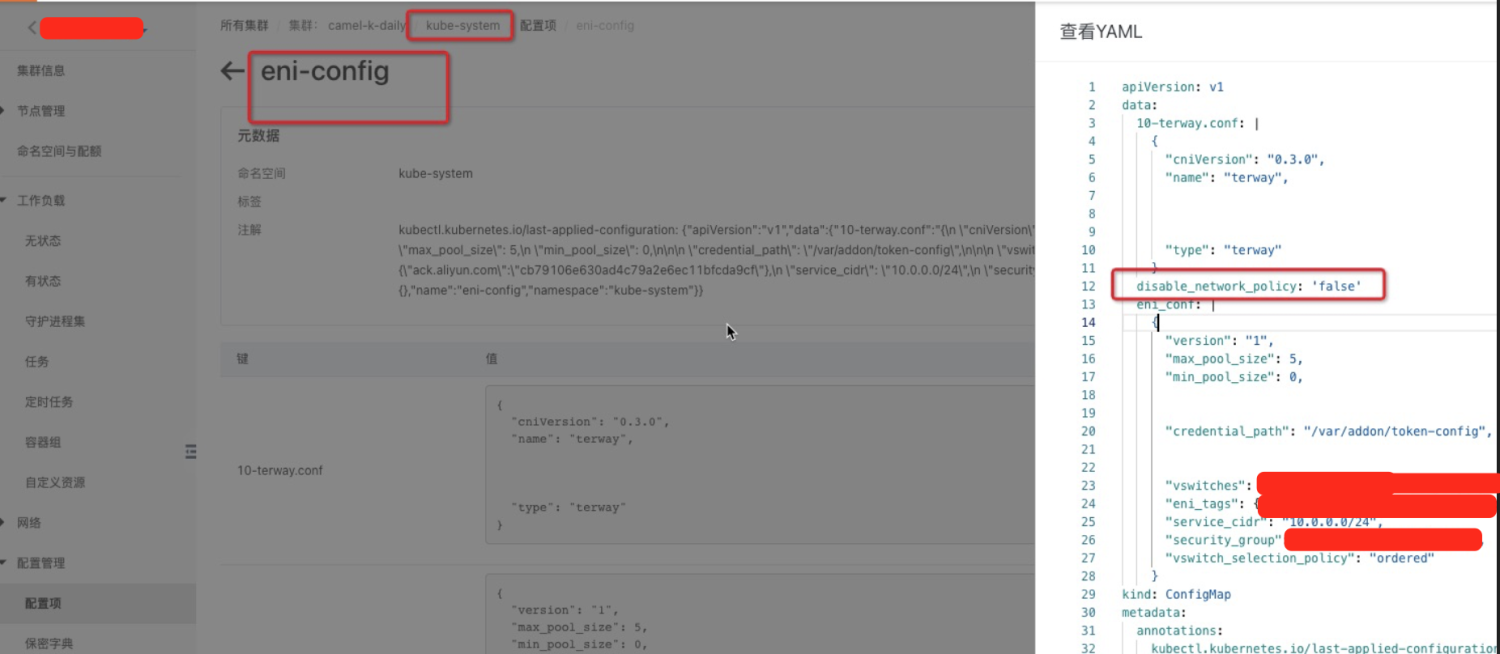 所有集群 / 集群： camel-k-daily / kube-system / 配置项 / eni-config
集群信息
节点管理
命名空间与配额
工作负载
无状态
有状态
守护进程集
任务
定时任务
容器组
自定义资源
网络
配置管理
配置项
保密字典
eni-config
元数据
命名空间 kube-system
标签
注解 kubectl.kubernetes.io/last-applied-configuration: {"apiVersion":"v1","data":{"10-terway.conf":"{\n \"cniVersion\"
\"max_pool_size\": 5,\n \"min_pool_size\": 0,\n\n\n \"credential_path\": \"/var/addon/token-config\",\n\n\n \"vswit
{\"ack.aliyun.com\":\"cb79106e630ad4c79a2e6ec11bfcda9cf\"},\n \"service_cidr\": \"10.0.0.0/24\",\n \"security
{},"name":"eni-config","namespace":"kube-system"}}
键 值
10-terway.conf
{
"cniVersion": "0.3.0",
"name": "terway",
"type": "terway"
}
{
"version": "1",
"max_pool_size": 5,
"min_pool_size": 0,
查看YAML
1 apiVersion: v1
2 data:
3 10-terway.conf: |
4 {
5 "cniVersion": "0.3.0",
6 "name": "terway",
7
8
9
10 "type": "terway"
11 }
12 disable_network_policy: 'false'
13 eni_conf: |
14 {
15 "version": "1",
16 "max_pool_size": 5,
17 "min_pool_size": 0,
18
19
20 "credential_path": "/var/addon/token-config",
21
22
23 "vswitches":
24 "eni_tags": {
25 "service_cidr": "10.0.0.0/24",
26 "security_group"
27 "vswitch_selection_policy": "ordered"
28 }
29 kind: ConfigMap
30 metadata:
31 annotations:
32 kubectl.kubernetes.io/last-applied-configuration